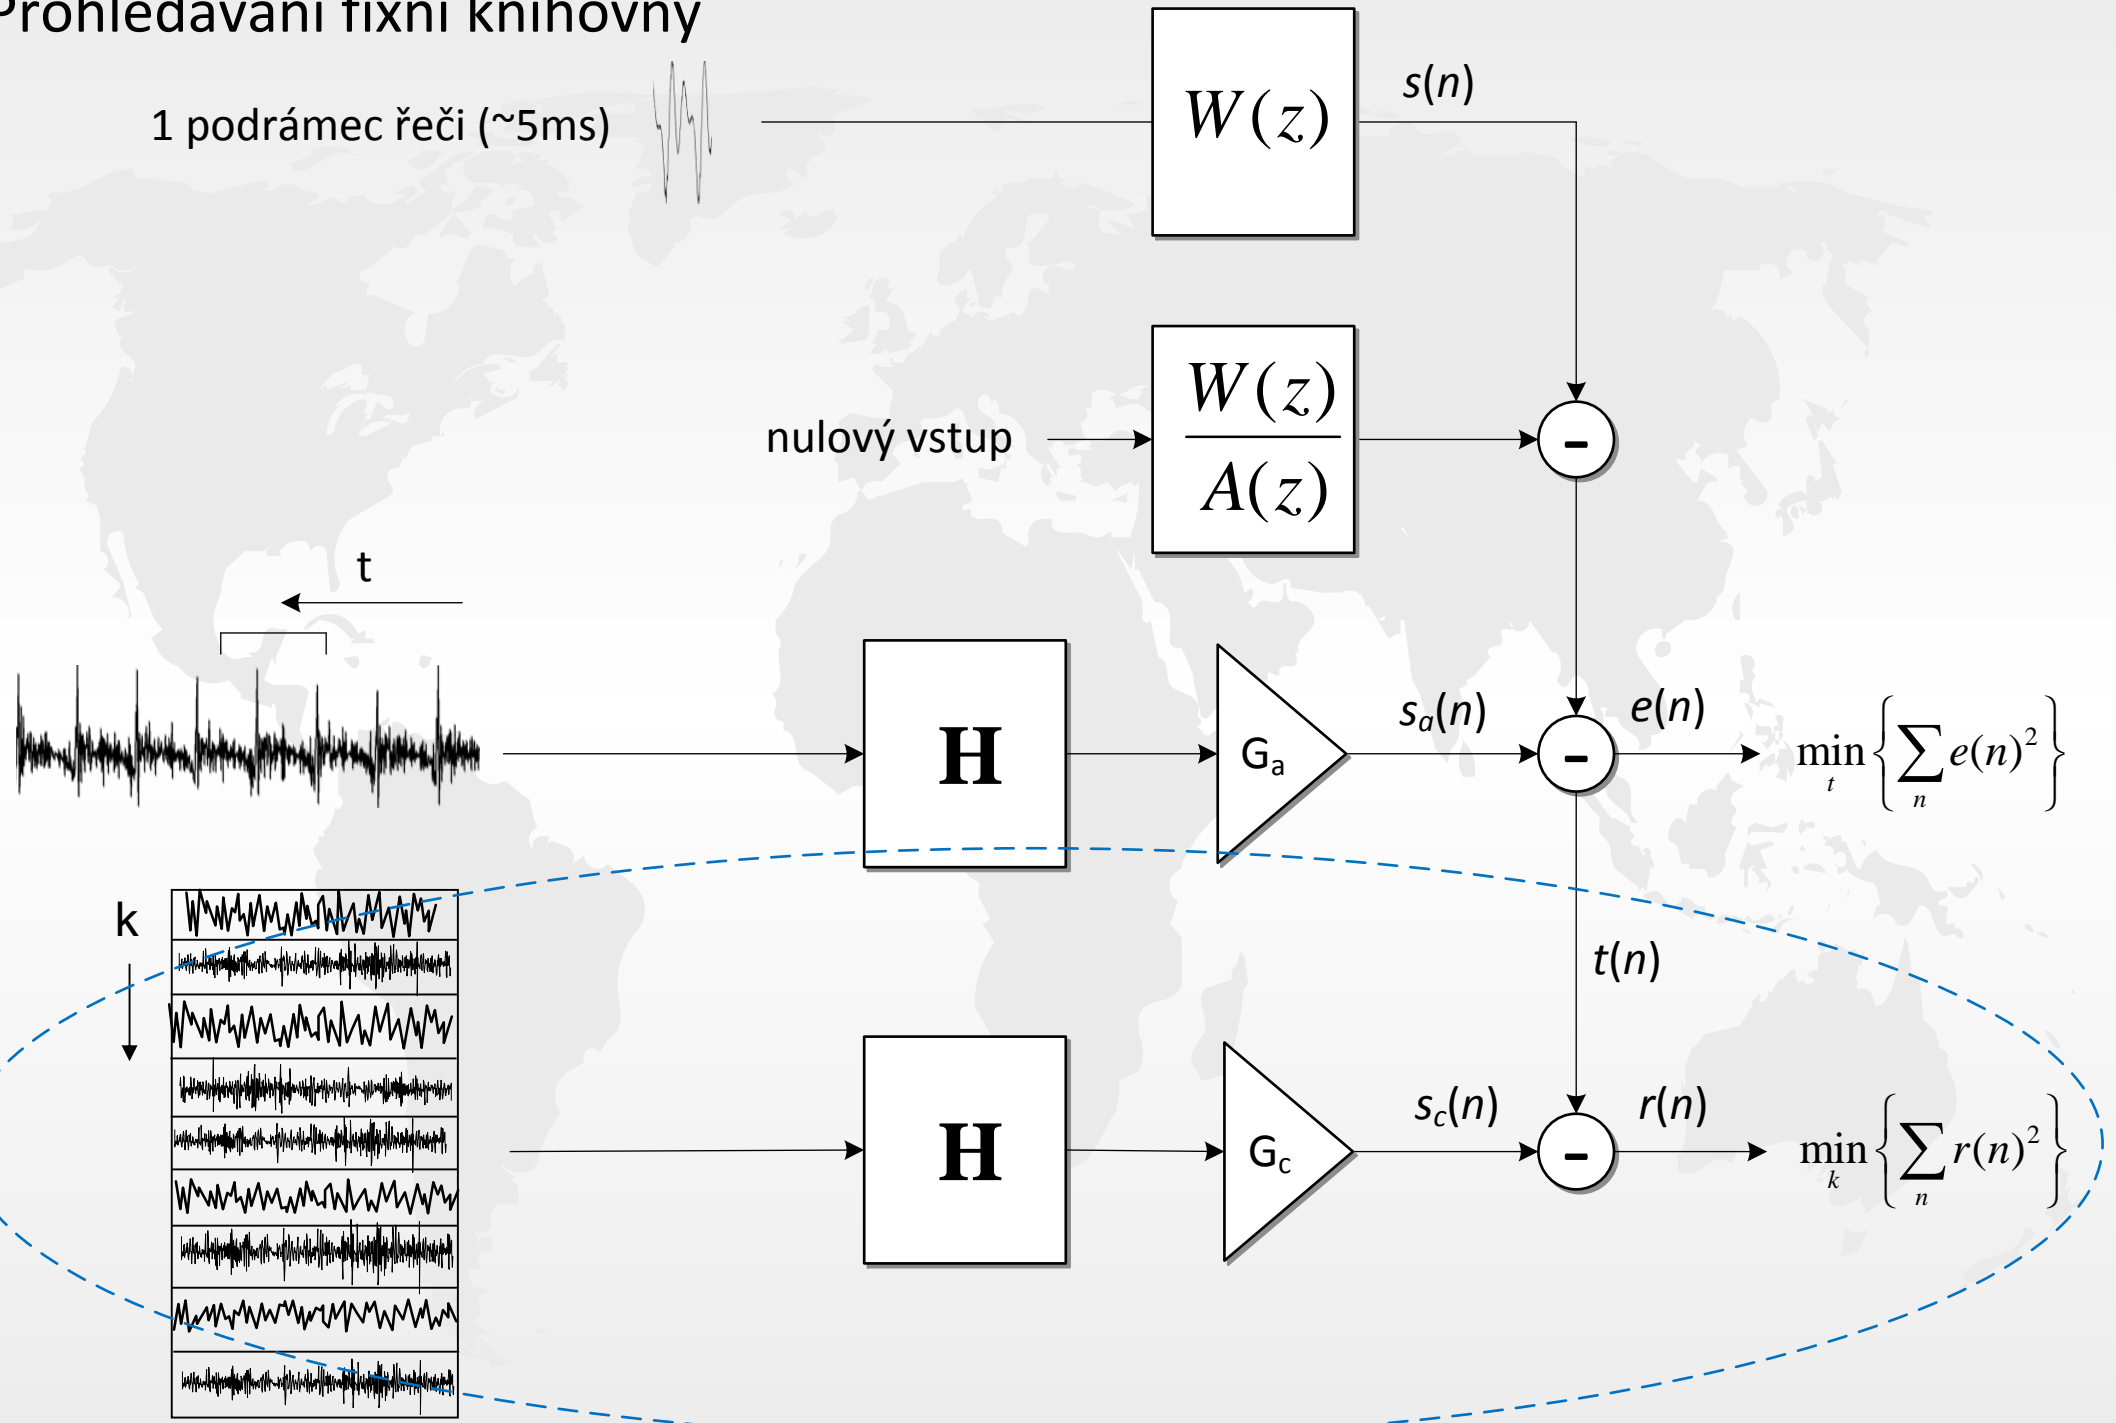 Prohledávání fixní knihovny
1 podrámec řeči (~5ms)
W(z)
s(n)
nulový vstup
W(z)
A(z)
-
t
H
Ga
sa(n)
-
e(n)
min t { ∑ n e(n)2 }
k
t(n)
H
Gc
sc(n)
-
r(n)
min k { ∑ n r(n)2 }